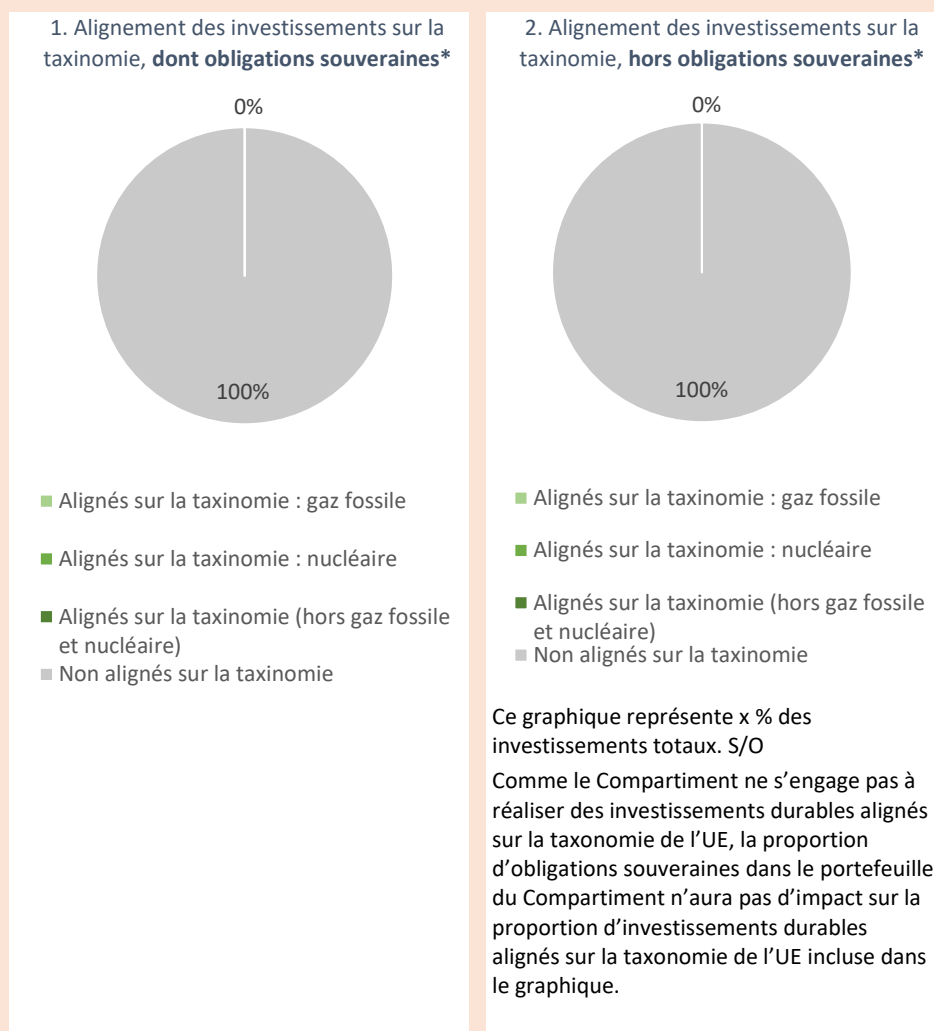 1. Alignement des investissements sur la
taxinomie, dont obligations souveraines*
0%
100%
Alignés sur la taxinomie : gaz fossile
Alignés sur la taxinomie : nucléaire
Alignés sur la taxinomie (hors gaz fossile
et nucléaire)
Non alignés sur la taxinomie
2. Alignement des investissements sur la
taxinomie, hors obligations souveraines*
0%
100%
Alignés sur la taxinomie : gaz fossile
Alignés sur la taxinomie : nucléaire
Alignés sur la taxinomie (hors gaz fossile
et nucléaire)
Non alignés sur la taxinomie
Ce graphique représente x % des
investissements totaux. S/O
Comme le Compartiment ne s’engage pas à
réaliser des investissements durables alignés
sur la taxonomie de l’UE, la proportion
d’obligations souveraines dans le portefeuille
du Compartiment n’aura pas d’impact sur la
proportion d’investissements durables
alignés sur la taxonomie de l’UE incluse dans
le graphique.